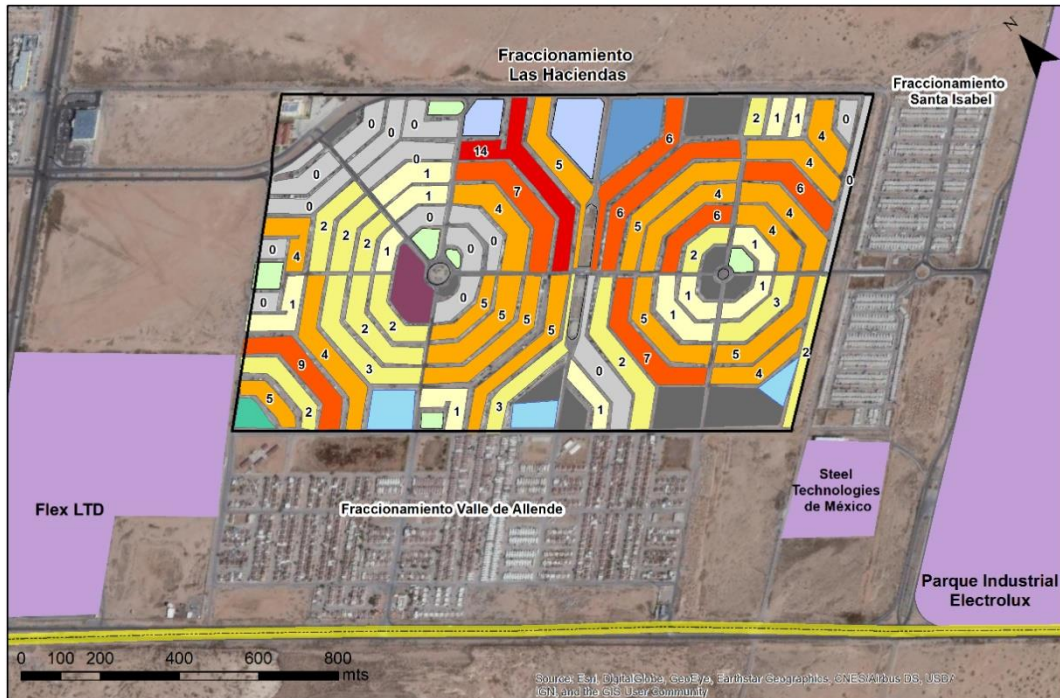 N
Fraccionamiento
Las Haciendas
Fraccionamiento
Santa Isabel
0 0 0 0 0 0 0 0
14 7 4 5
6 6 5 4 6
2 1 1 4 0
4 6 4 4 0
1 1 0 0 0
2 2 2 1
4 0 1
2 1 1 1 1 3
0 5 5 5 5
5 7 2 5 4 2
2 2 3 4
9 5 2
1 3 0 1
Flex LTD
Fraccionamiento Valle de Allende
Steel
Technologies
de México
Parque Industrial
Electrolux
0 100 200 400 600 800
mts
Source: Esri, DigitalGlobe, GeoEye, Earthstar Geographics, CNES/Airbus DS, USDA
IGN, and the GIS User Community